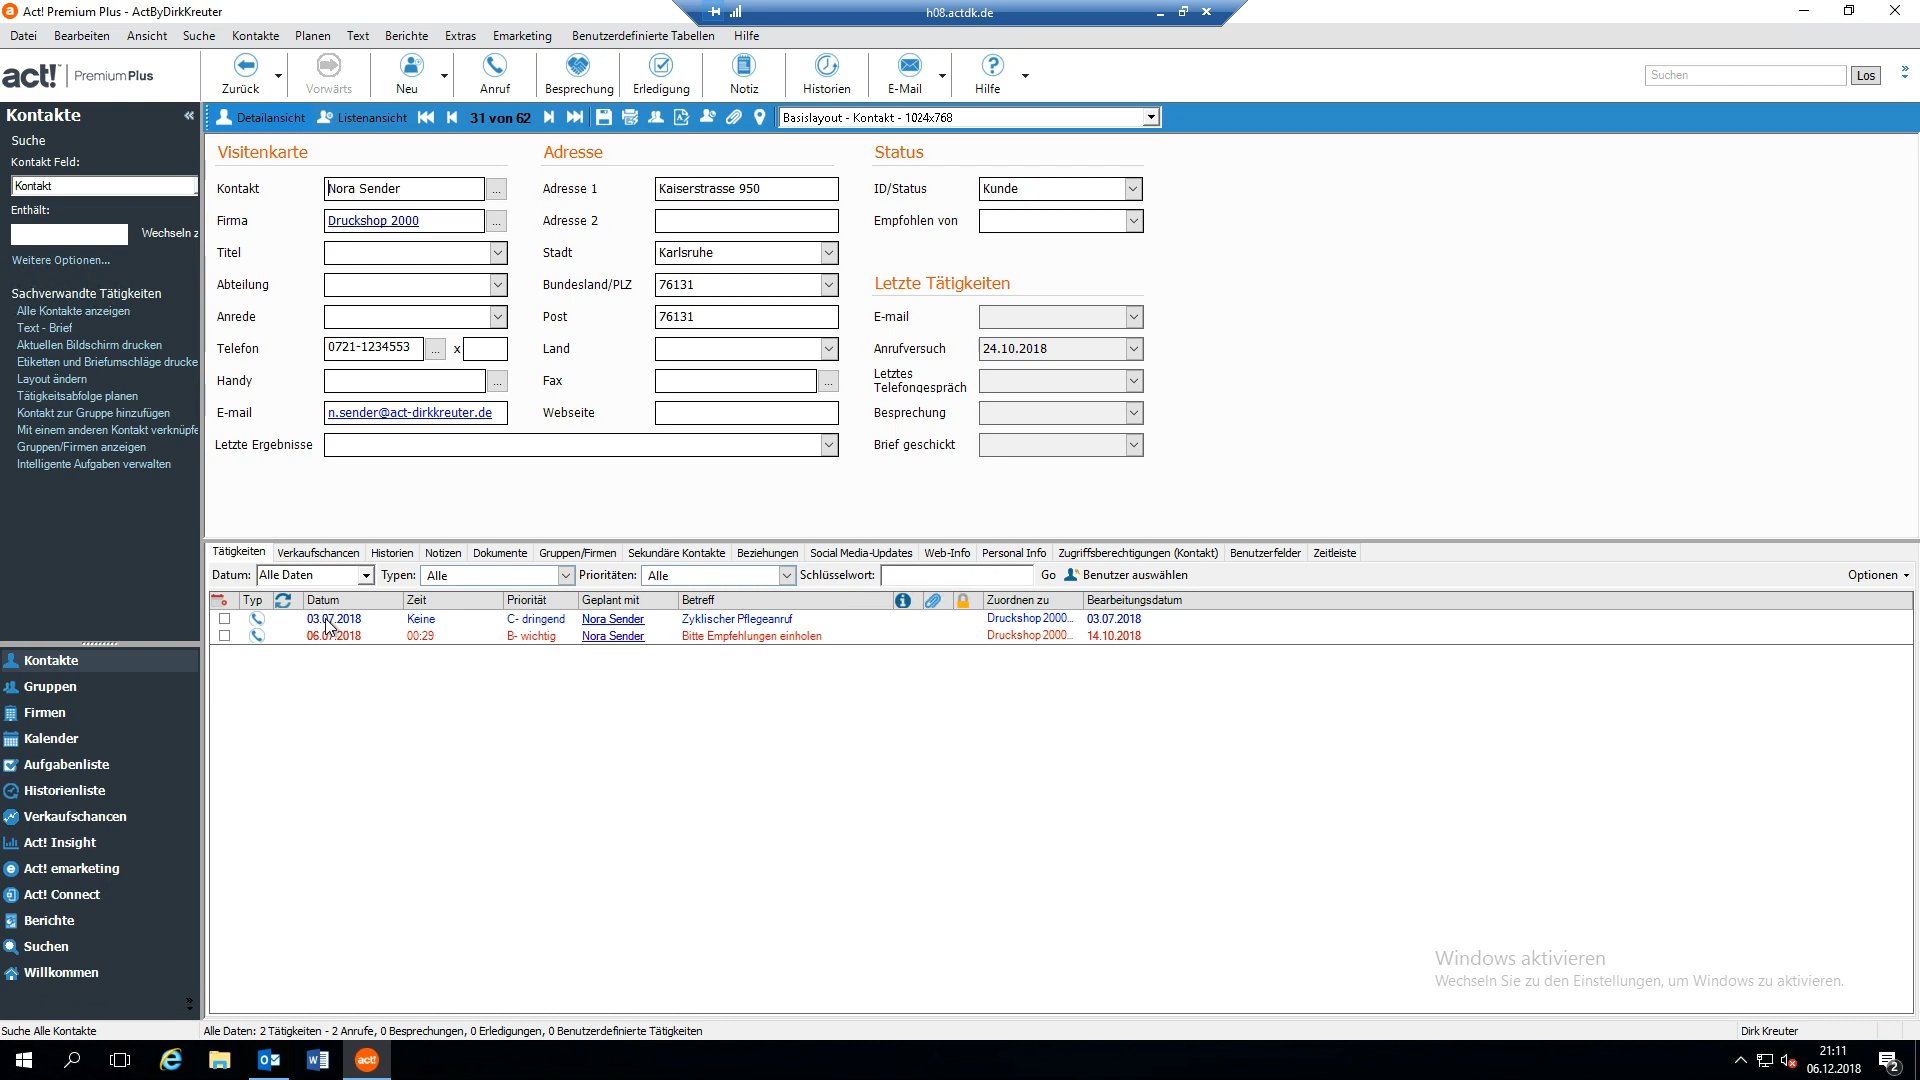 Act! Premium Plus - ActByDirkKreuter
h08.actdk.de
Datei Bearbeiten Ansicht Suche Kontakte Planen Text Berichte Extras Emarketing Benutzerdefinierte Tabellen Hilfe
act! Premium Plus
Zurück Vorwärts Neu Anruf Besprechung Erledigung Notiz Historien E-Mail Hilfe
Suchen Los
Kontakte
Suche
Kontakt Feld:
Kontakt
Enthält:
Wechseln z
Weitere Optionen...
Sachverwandte Tätigkeiten
Alle Kontakte anzeigen
Text - Brief
Aktuellen Bildschirm drucken
Etiketten und Briefumschläge drucke
Layout ändern
Tätigkeitsabfolge planen
Kontakt zur Gruppe hinzufügen
Mit einem anderen Kontakt verknüpfe
Gruppen/Firmen anzeigen
Intelligente Aufgaben verwalten
Kontakte
Gruppen
Firmen
Kalender
Aufgabenliste
Historienliste
Verkaufschancen
Act! Insight
Act! emarketing
Act! Connect
Berichte
Suchen
Willkommen
Detailansicht Listenansicht 31 von 62 Basislayout - Kontakt - 1024x768
Visitenkarte
Kontakt Nora Sender ...
Firma Druckshop 2000 ...
Titel
Abteilung
Anrede
Telefon 0721-1234553 ... x
Handy ...
E-mail n.sender@act-dirkkreuter.de
Letzte Ergebnisse
Adresse
Adresse 1 Kaiserstrasse 950
Adresse 2
Stadt Karlsruhe
Bundesland/PLZ 76131
Post 76131
Land
Fax ...
Webseite
Status
ID/Status Kunde
Empfohlen von
Letzte Tätigkeiten
E-mail
Anrufversuch 24.10.2018
Letztes
Telefongespräch
Besprechung
Brief geschickt
Tätigkeiten Verkaufschancen Historien Notizen Dokumente Gruppen/Firmen Sekundäre Kontakte Beziehungen Social Media-Updates Web-Info Personal Info Zugriffsberechtigungen (Kontakt) Benutzerfelder Zeitleiste
Datum: Alle Daten Typen: Alle Prioritäten: Alle Schlüsselwort: Go Benutzer auswählen Optionen
Typ Datum Zeit Priorität Geplant mit Betreff Zuordnen zu Bearbeitungsdatum
03.07.2018 Keine C- dringend Nora Sender Zyklischer Pflegeanruf Druckshop 2000... 03.07.2018
06.07.2018 00:29 B- wichtig Nora Sender Bitte Empfehlungen einholen Druckshop 2000... 14.10.2018
Windows aktivieren
Wechseln Sie zu den Einstellungen, um Windows zu aktivieren.
Suche Alle Kontakte
Alle Daten: 2 Tätigkeiten - 2 Anrufe, 0 Besprechungen, 0 Erledigungen, 0 Benutzerdefinierte Tätigkeiten
Dirk Kreuter
act!
21:11
06.12.2018
2